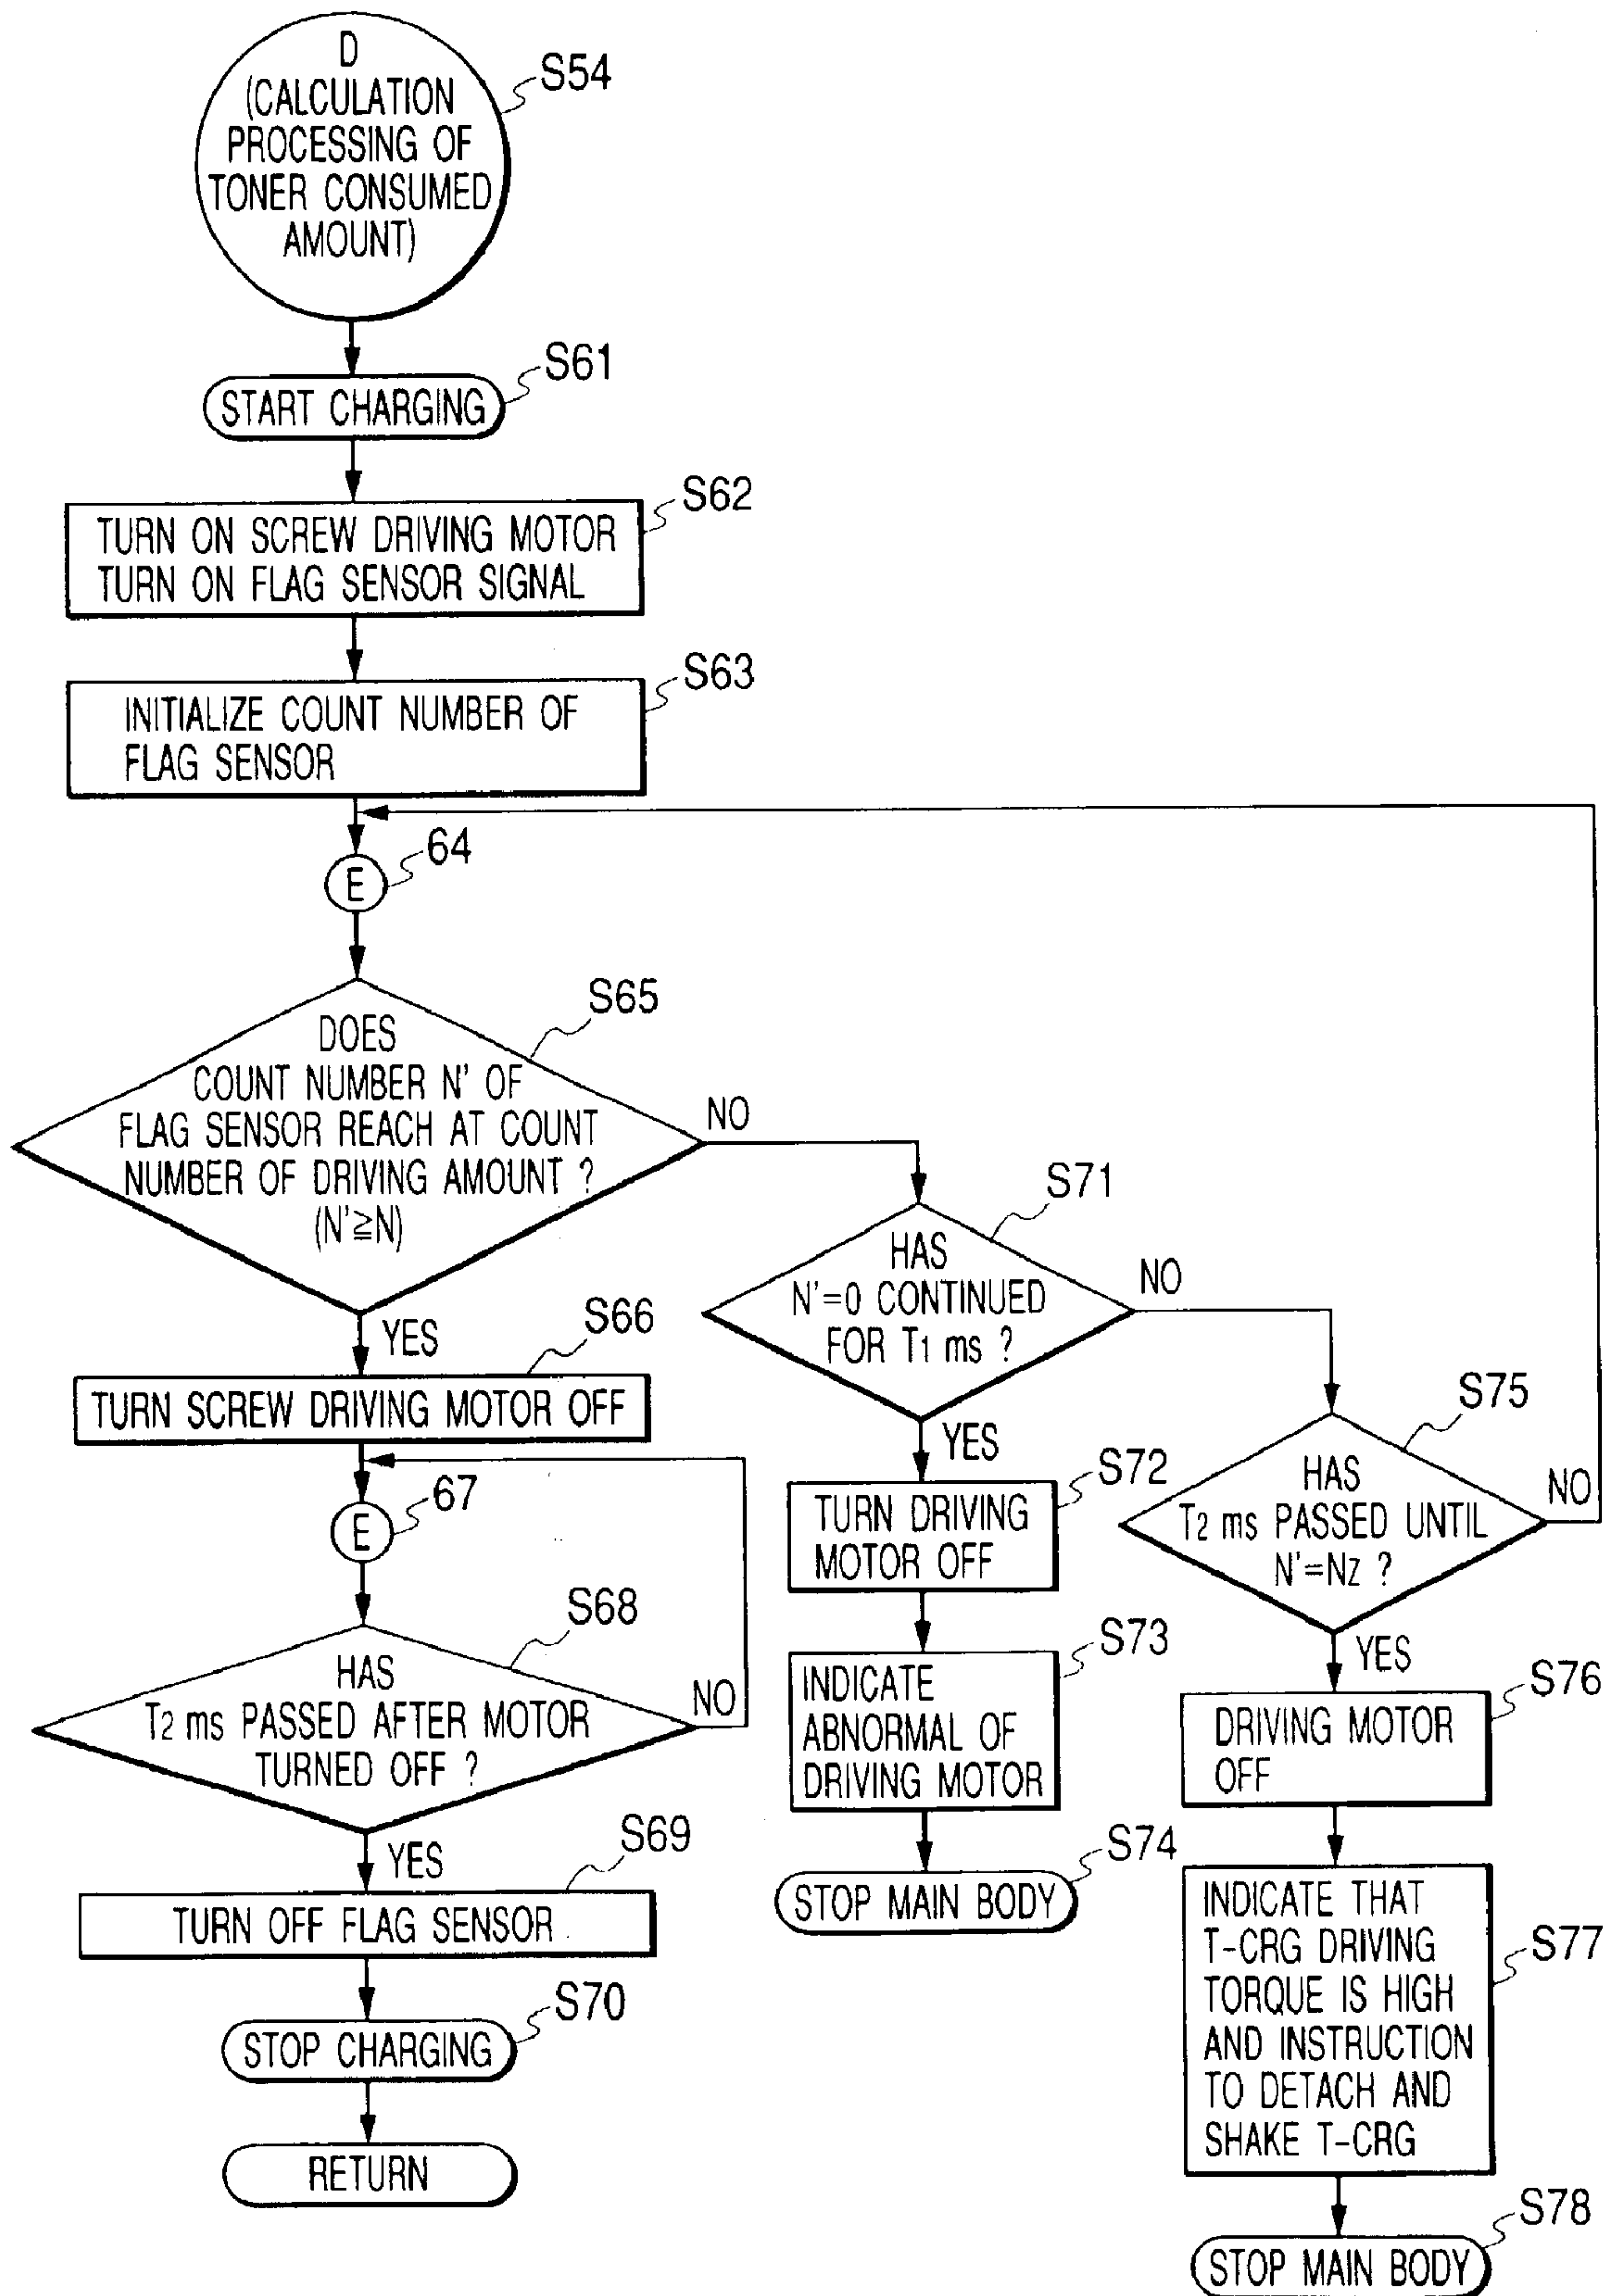 D
(CALCULATION
PROCESSING OF
TONER CONSUMED
AMOUNT)
S54
START CHARGING
S61
TURN ON SCREW DRIVING MOTOR
TURN ON FLAG SENSOR SIGNAL
S62
INITIALIZE COUNT NUMBER OF
FLAG SENSOR
S63
E
64
DOES
COUNT NUMBER N' OF
FLAG SENSOR REACH AT COUNT
NUMBER OF DRIVING AMOUNT ?
(N'≧N)
S65
NO
YES
TURN SCREW DRIVING MOTOR OFF
S66
E
67
HAS
T2 ms PASSED AFTER MOTOR
TURNED OFF ?
S68
NO
YES
TURN OFF FLAG SENSOR
S69
STOP CHARGING
S70
RETURN
HAS
N'=0 CONTINUED
FOR T1 ms ?
S71
NO
YES
TURN DRIVING
MOTOR OFF
S72
INDICATE
ABNORMAL OF
DRIVING MOTOR
S73
STOP MAIN BODY
S74
HAS
T2 ms PASSED UNTIL
N'=NZ ?
S75
NO
YES
DRIVING MOTOR
OFF
S76
INDICATE THAT
T-CRG DRIVING
TORQUE IS HIGH
AND INSTRUCTION
TO DETACH AND
SHAKE T-CRG
S77
STOP MAIN BODY
S78